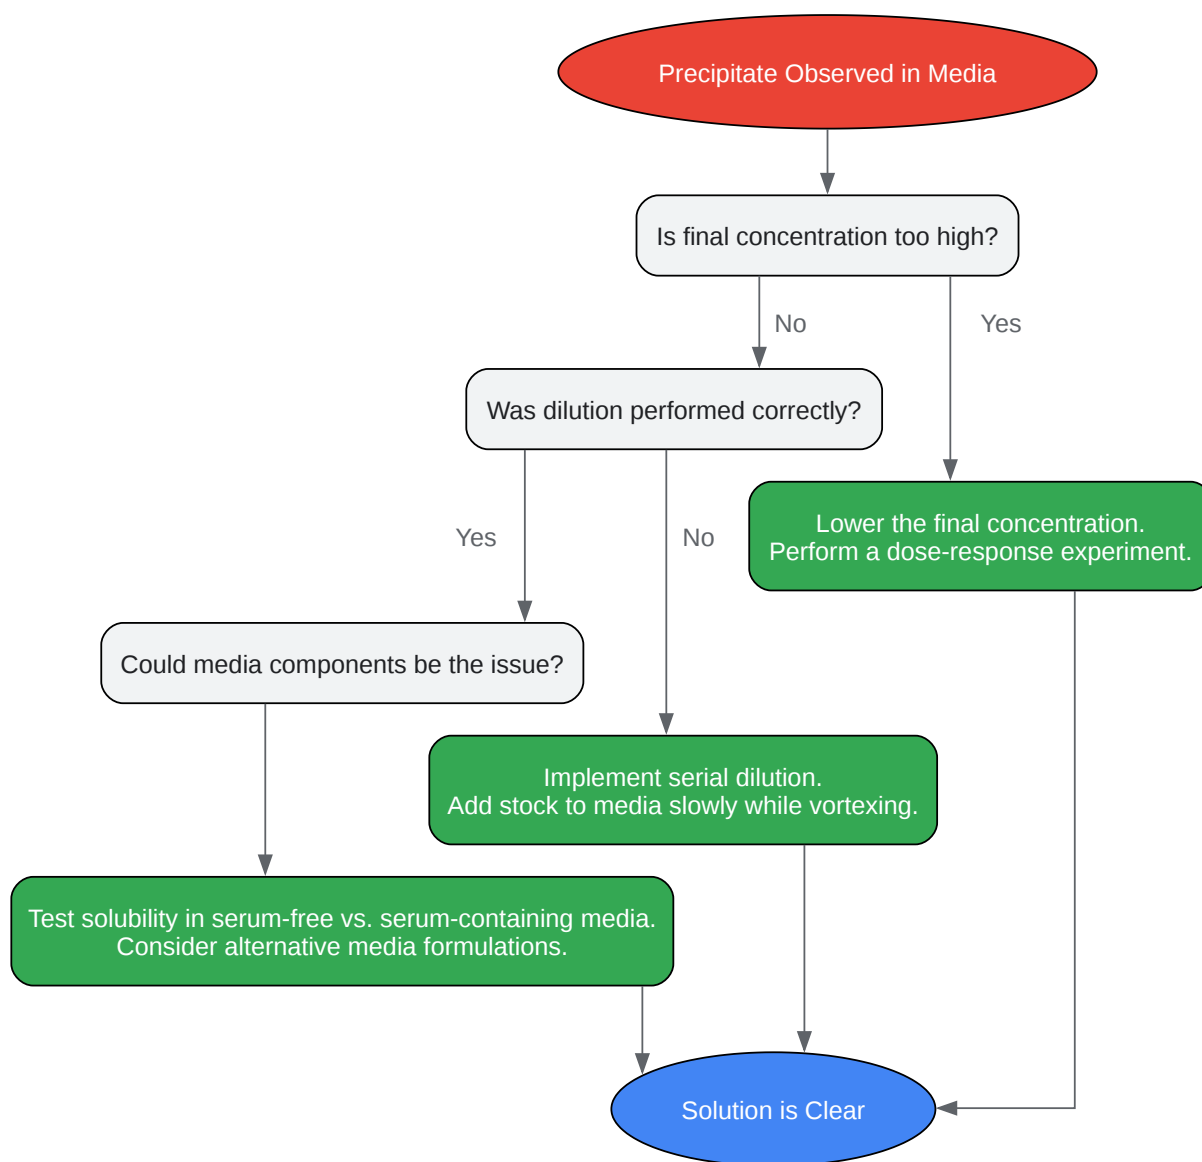 Precipitate Observed in Media
Is final concentration too high?
No
Yes
Was dilution performed correctly?
Lower the final concentration.
Perform a dose-response experiment.
Yes
No
Could media components be the issue?
Implement serial dilution.
Add stock to media slowly while vortexing.
Test solubility in serum-free vs. serum-containing media.
Consider alternative media formulations.
Solution is Clear